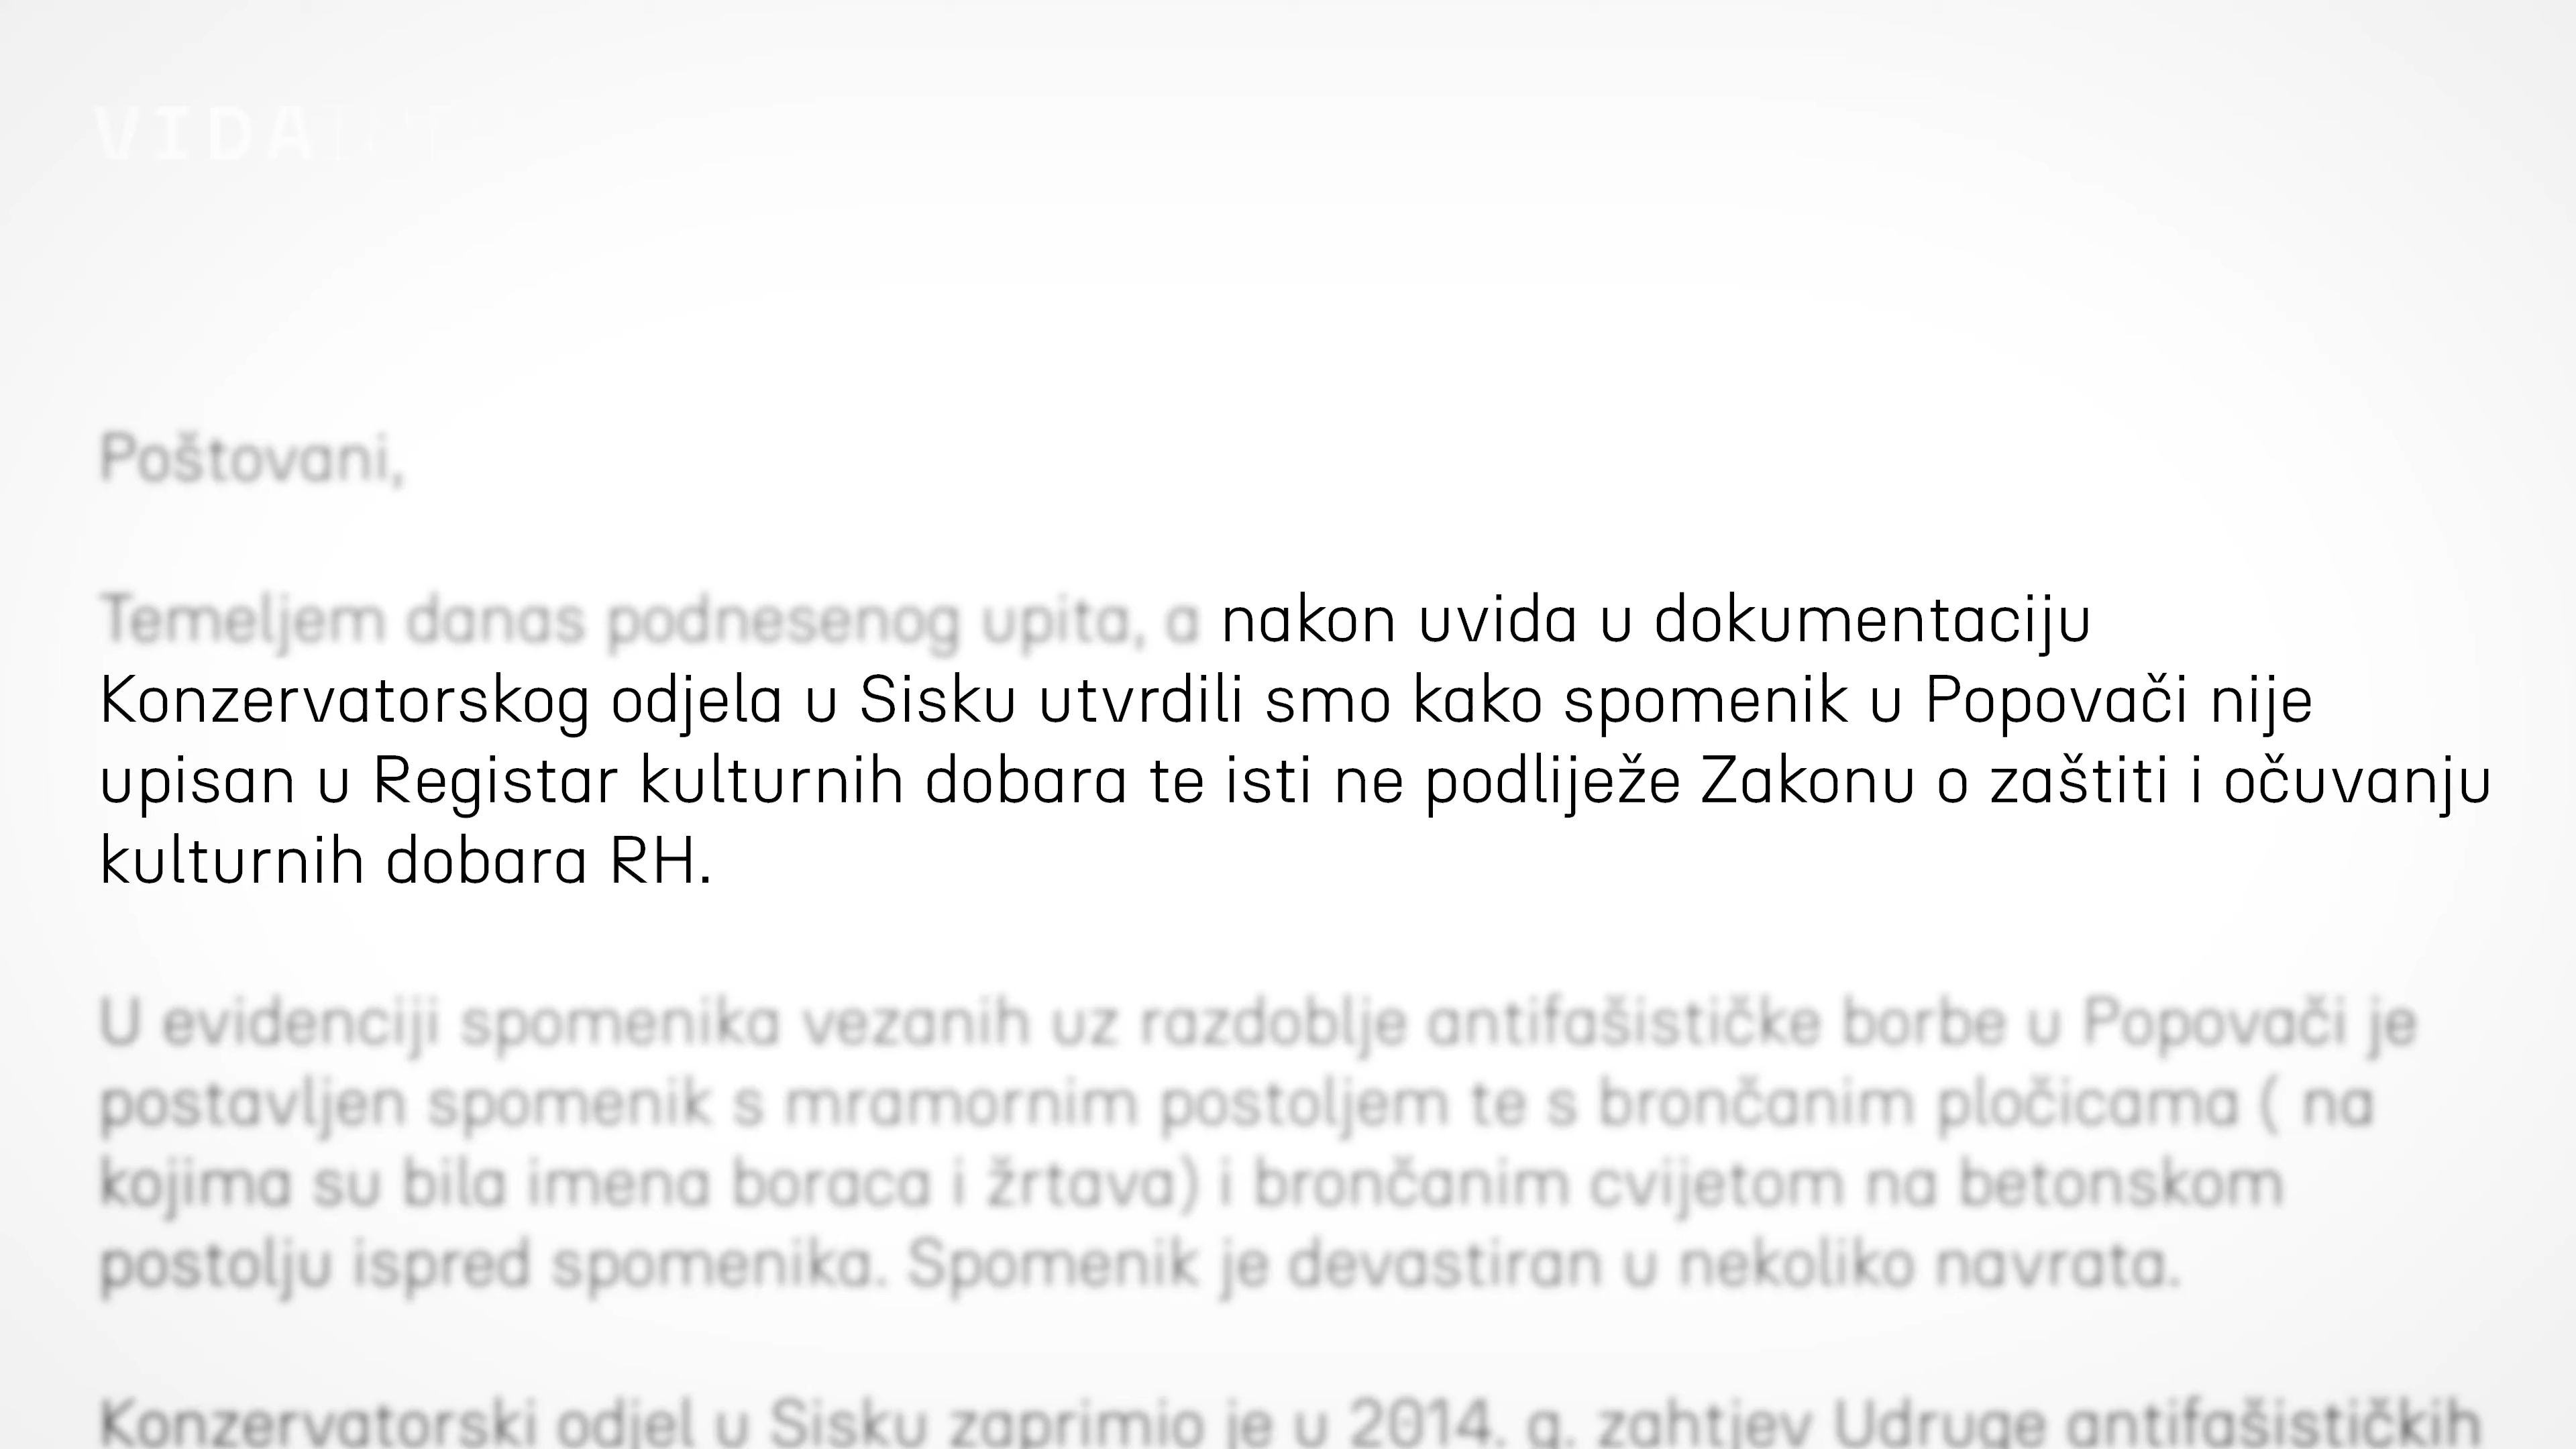 VIDA
Poštovani,
Temeljem danas podnesenog upita, a nakon uvida u dokumentaciju
Konzervatorskog odjela u Sisku utvrdili smo kako spomenik u Popovači nije
upisan u Registar kulturnih dobara te isti ne podliježe Zakonu o zaštiti i očuvanju
kulturnih dobara RH.
U evidenciji spomenika vezanih uz razdoblje antifašističke borbe u Popovači je
postavljen spomenik s mramornim postoljem te s brončanim pločicama ( na
kojima su bila imena boraca i žrtava) i brončanim cvijetom na betonskom
postolju ispred spomenika. Spomenik je devastiran u nekoliko navrata.
Konzervatorski odjel u Sisku zaprimio je u 2014. g. zahtjev Udruge antifašističkih